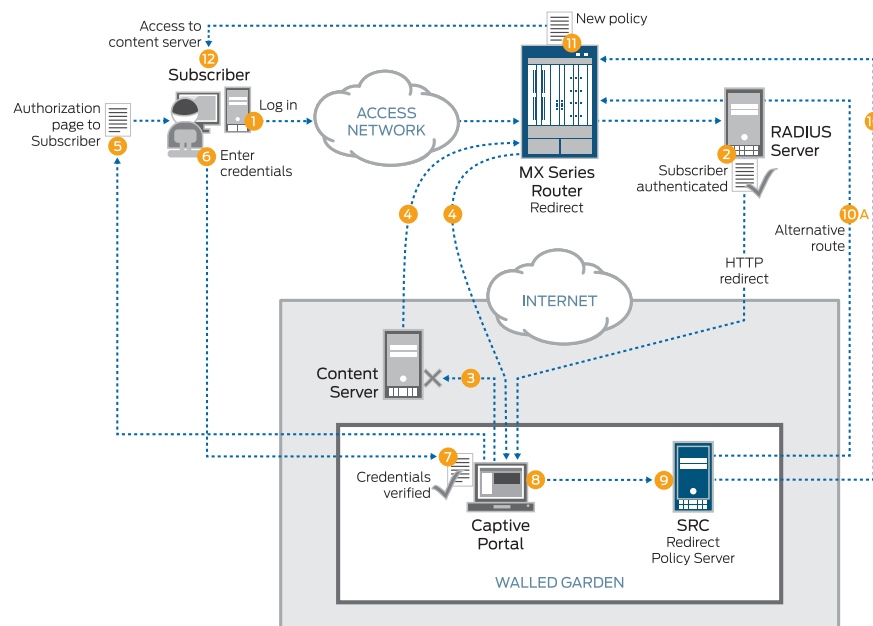 New policy
11
Access to
content server
12
Subscriber
Log in
1
Authorization
page to
Subscriber
5
6
Enter
credentials
ACCESS
NETWORK
MX Series
Router
Redirect
RADIUS
Server
2
Subscriber
authenticated
4
4
10A
Alternative
route
HTTP
redirect
INTERNET
Content
Server
3
7
Credentials
verified
8
9
Captive
Portal
SRC
Redirect
Policy Server
WALLED GARDEN